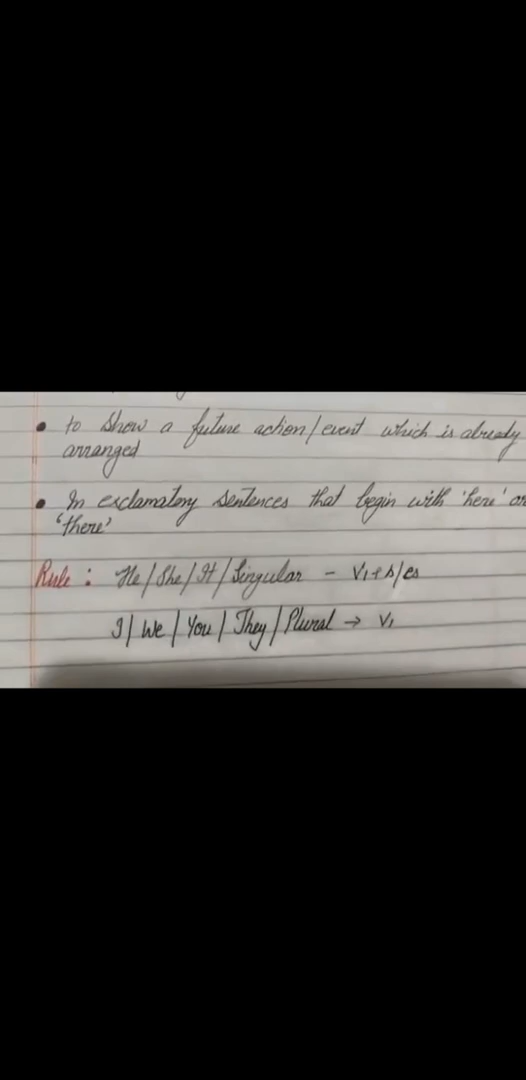 • to show a future action/event which is already
arranged
• In exclamatory sentences that begin with 'here' or
'there'
Rule : He/She/It/Singular - V₁+s/es
I/We/You/They/Plural → V₁